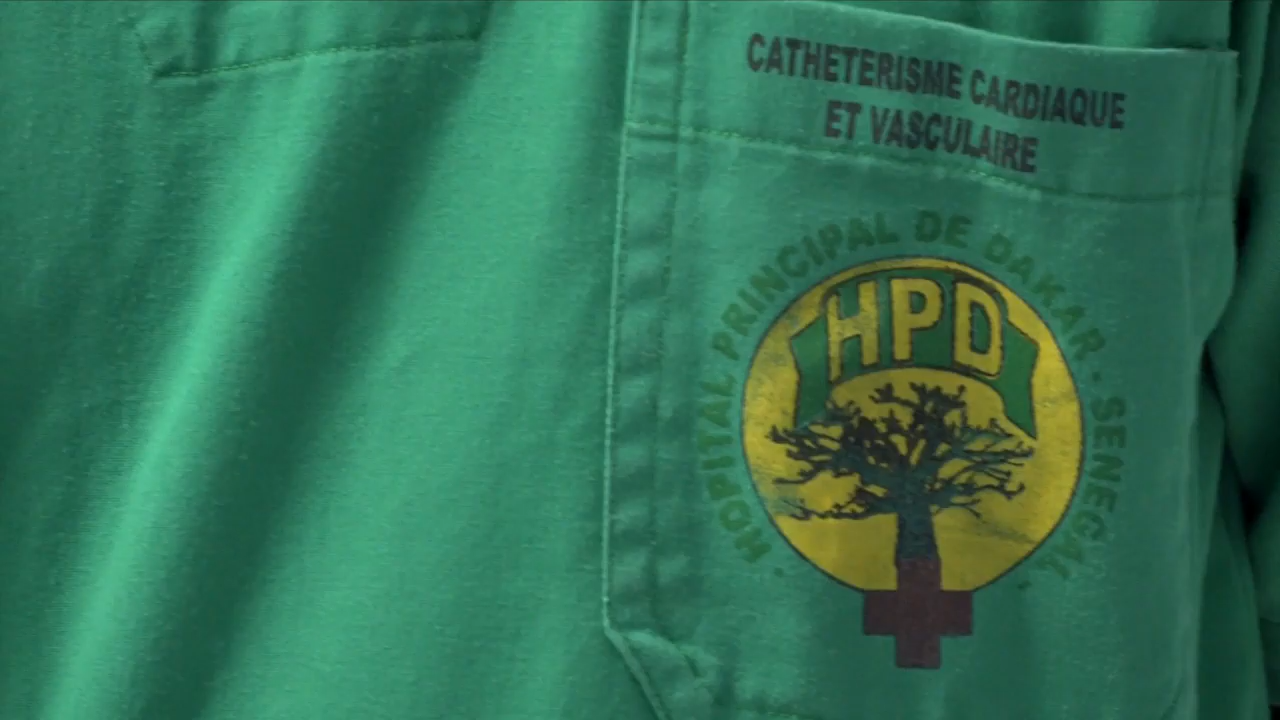 CATHETERISME CARDIAQUE
ET VASCULAIRE
HOPITAL PRINCIPAL DE DAKAR - SENEGAL
HPD